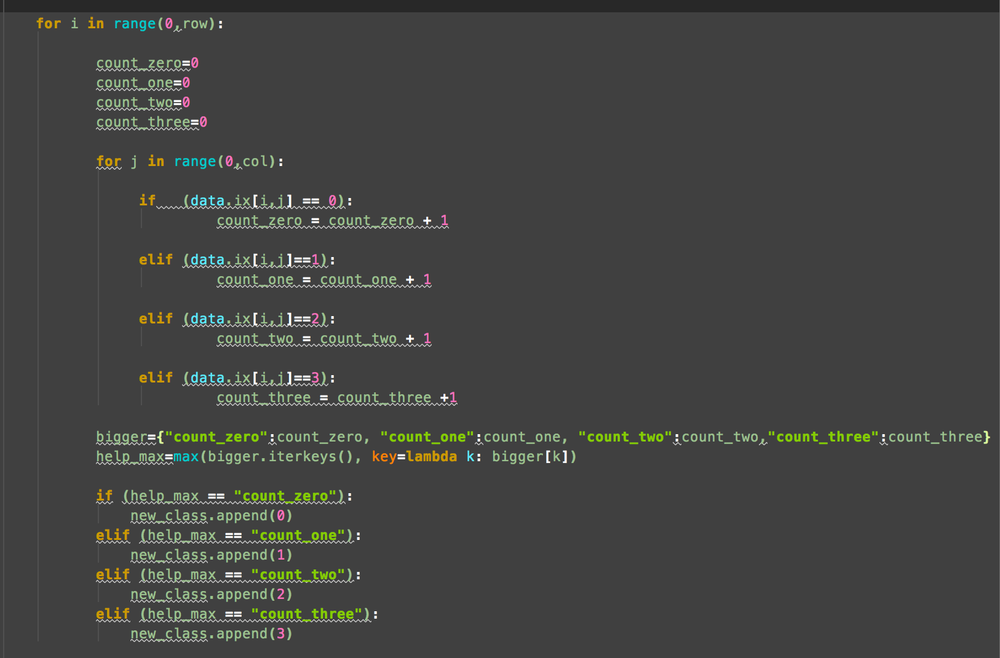 for i in range(0,row):
count_zero=0
count_one=0
count_two=0
count_three=0
for j in range(0,col):
if   (data.ix[i,j] == 0):
count_zero = count_zero + 1
elif (data.ix[i,j]==1):
count_one = count_one + 1
elif (data.ix[i,j]==2):
count_two = count_two + 1
elif (data.ix[i,j]==3):
count_three = count_three +1
bigger={"count_zero":count_zero, "count_one":count_one, "count_two":count_two,"count_three":count_three}
help_max=max(bigger.iterkeys(), key=lambda k: bigger[k])
if (help_max == "count_zero"):
new_class.append(0)
elif (help_max == "count_one"):
new_class.append(1)
elif (help_max == "count_two"):
new_class.append(2)
elif (help_max == "count_three"):
new_class.append(3)